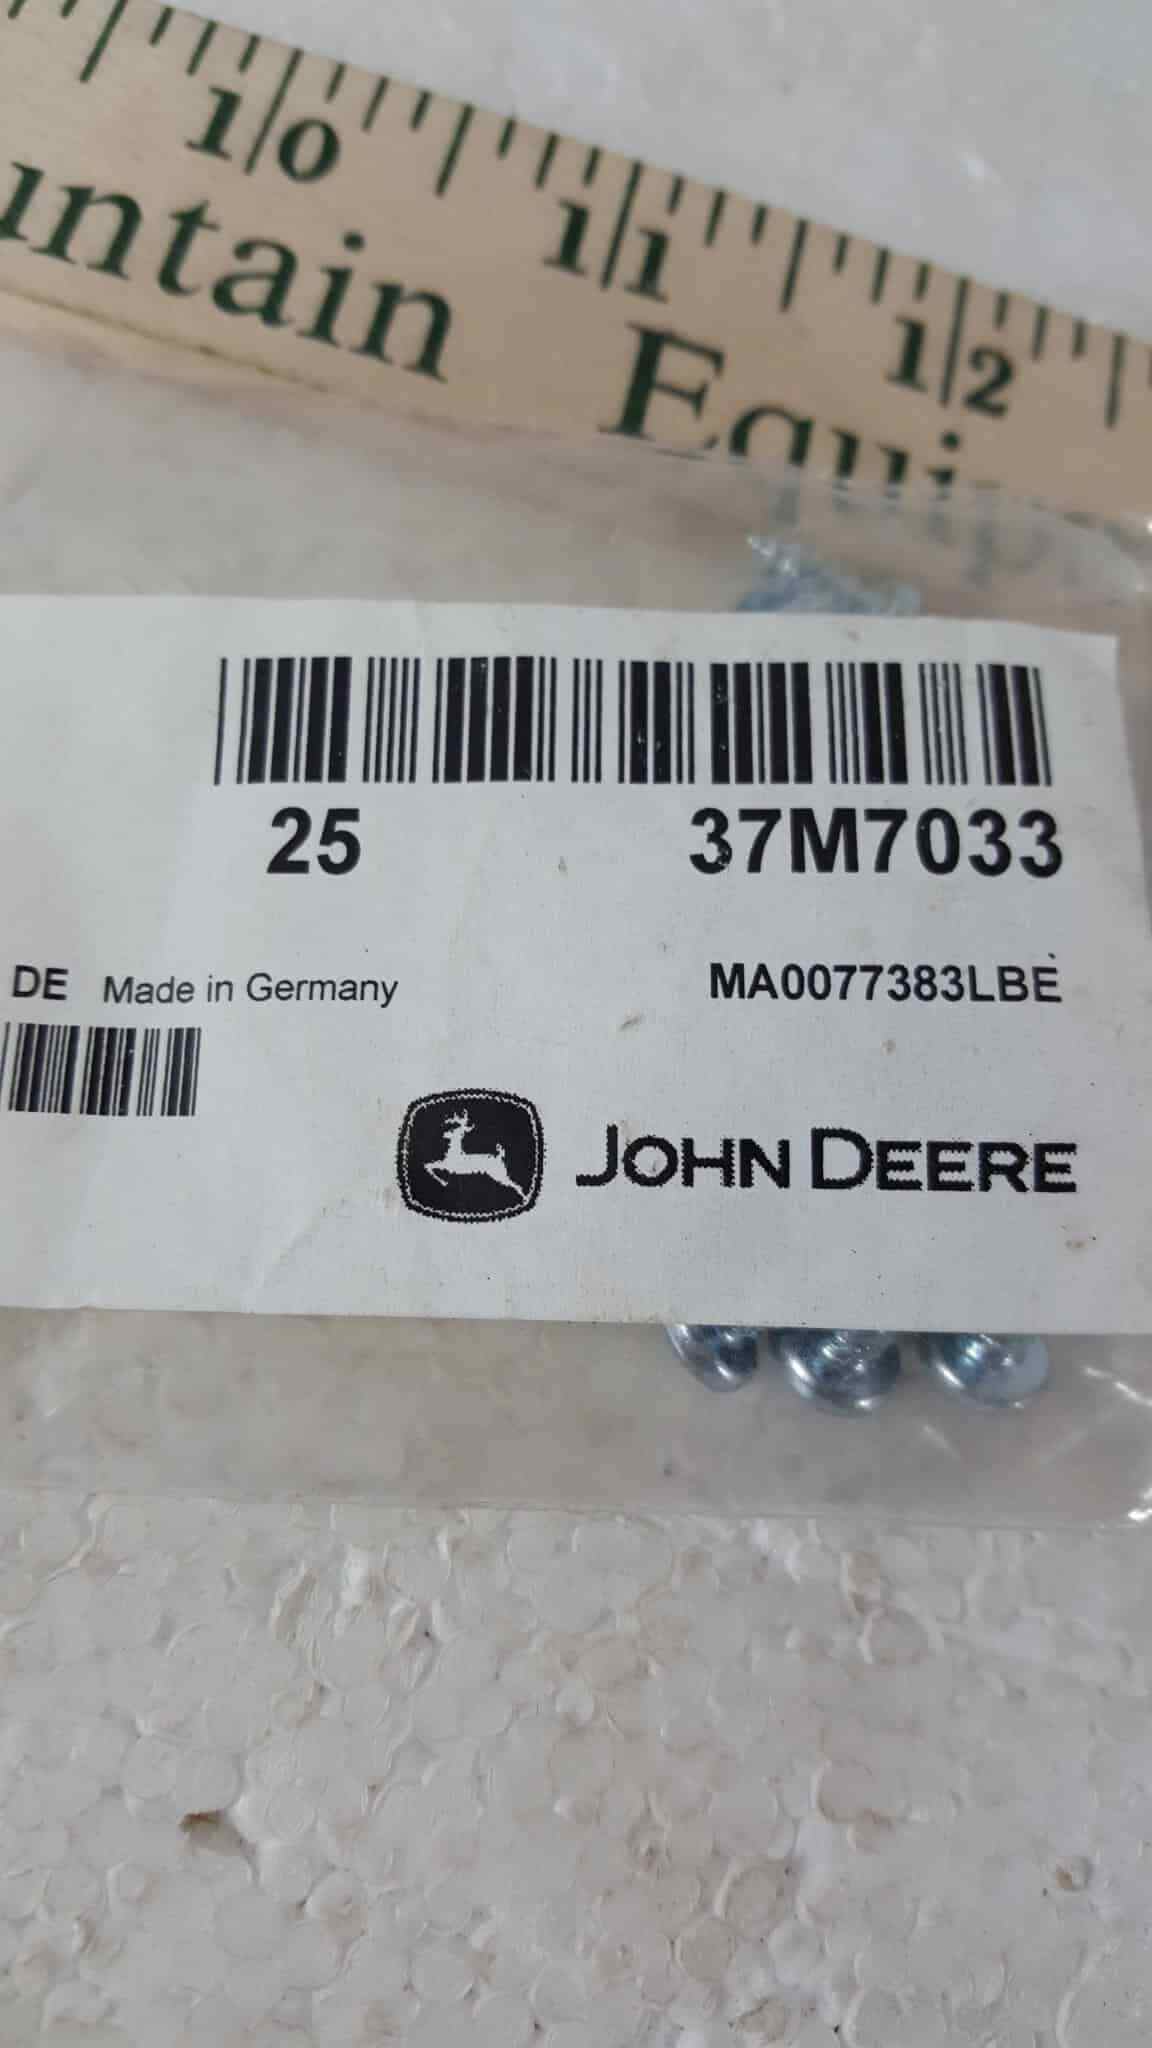 10 11 12
untain Equi
25 37M7033
DE Made in Germany MA0077383LBE
JOHN DEERE